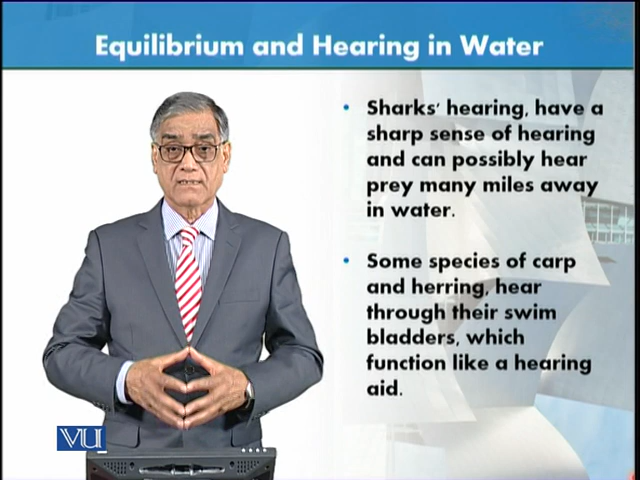 Equilibrium and Hearing in Water
• Sharks' hearing, have a
sharp sense of hearing
and can possibly hear
prey many miles away
in water.
• Some species of carp
and herring, hear
through their swim
bladders, which
function like a hearing
aid.
VU